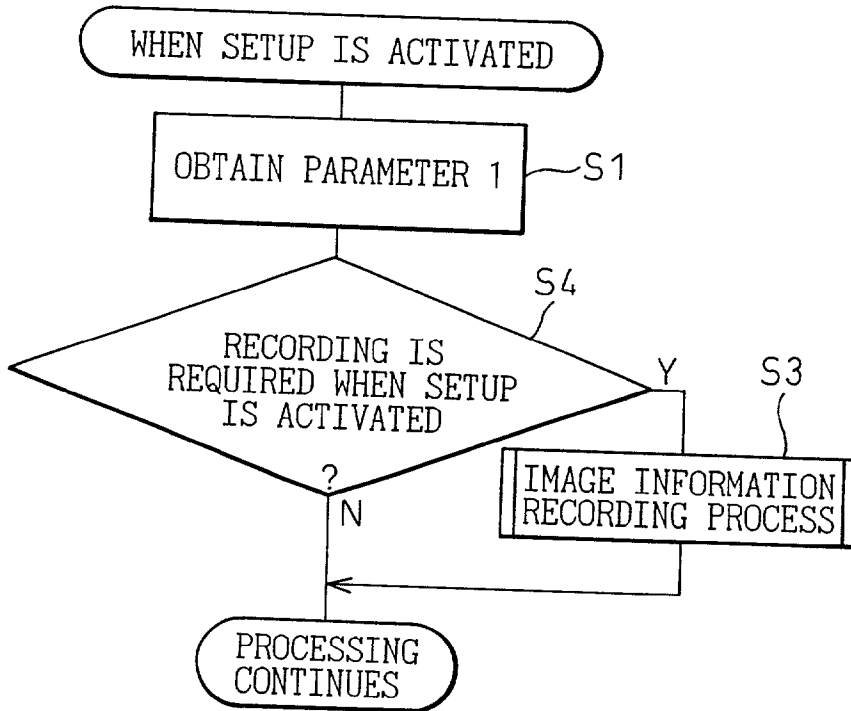 WHEN SETUP IS ACTIVATED
OBTAIN PARAMETER 1
S1
S4
RECORDING IS
REQUIRED WHEN SETUP
IS ACTIVATED
?
Y
N
S3
IMAGE INFORMATION
RECORDING PROCESS
PROCESSING
CONTINUES